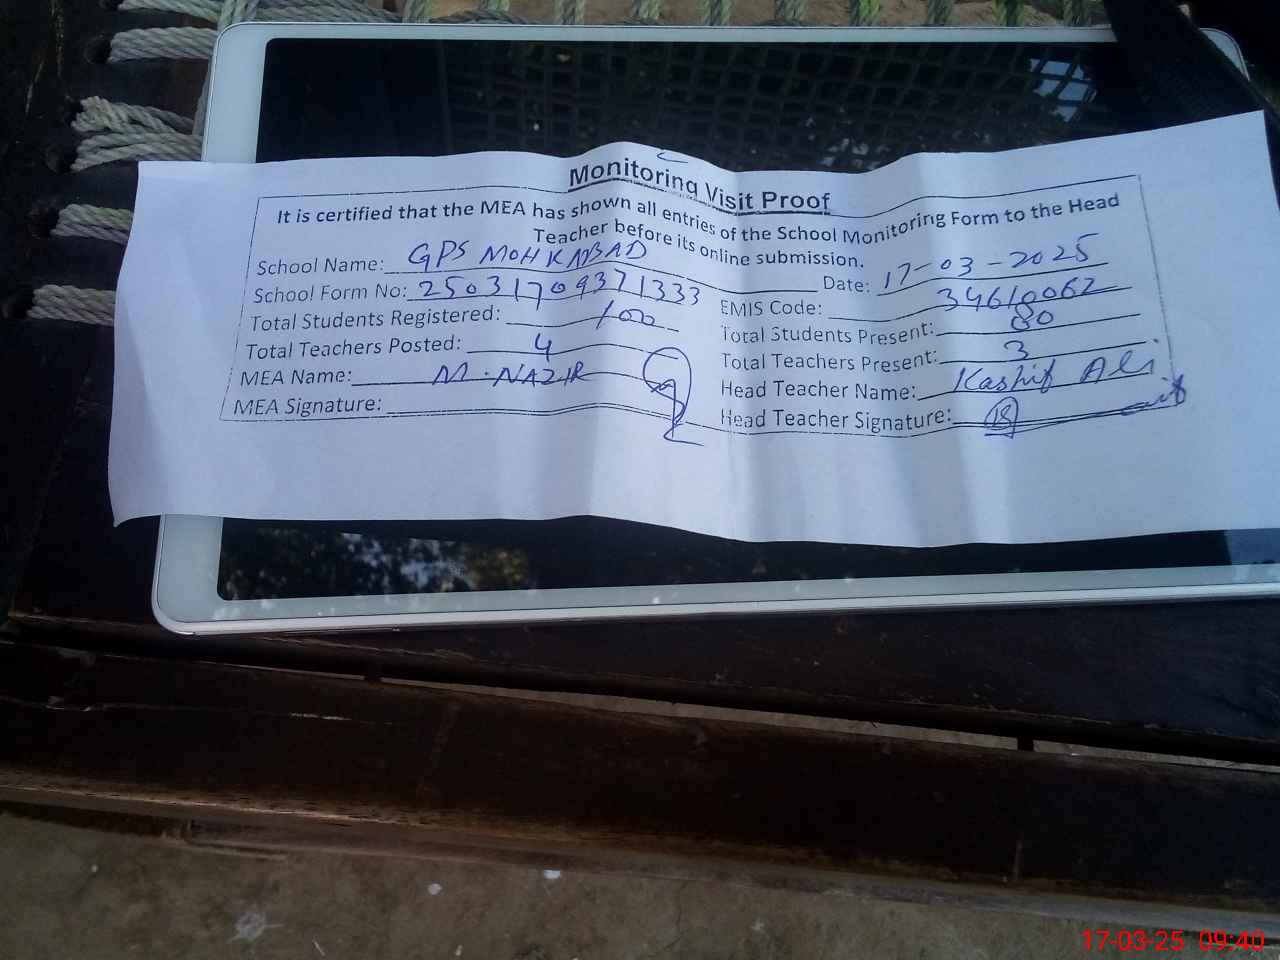 Monitoring Visit Proof
It is certified that the MEA has shown all entries of the School Monitoring Form to the Head
Teacher before its online submission.
School Name: GPS MOHKABAD Date: 17-03-2025
School Form No: 25031709371333 EMIS Code: 34610062
Total Students Registered: 100 Total Students Present: 80
Total Teachers Posted: 4 Total Teachers Present: 3
MEA Name: M. NAZIR Head Teacher Name: Kashif Ali
MEA Signature: Head Teacher Signature:
17-03-25 09:40